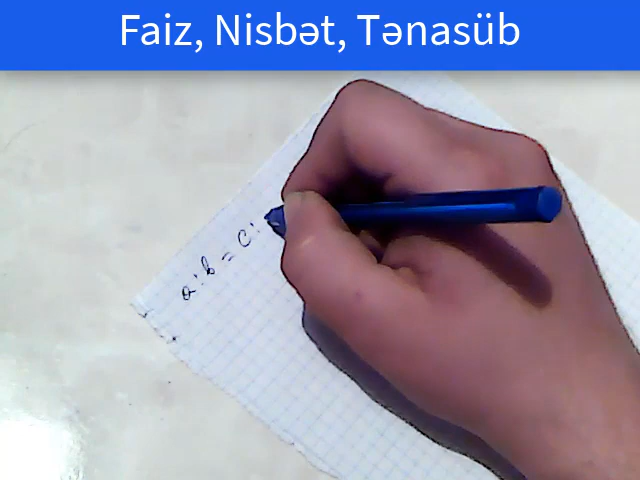 Faiz, Nisbət, Tənasüb
a:b = c: